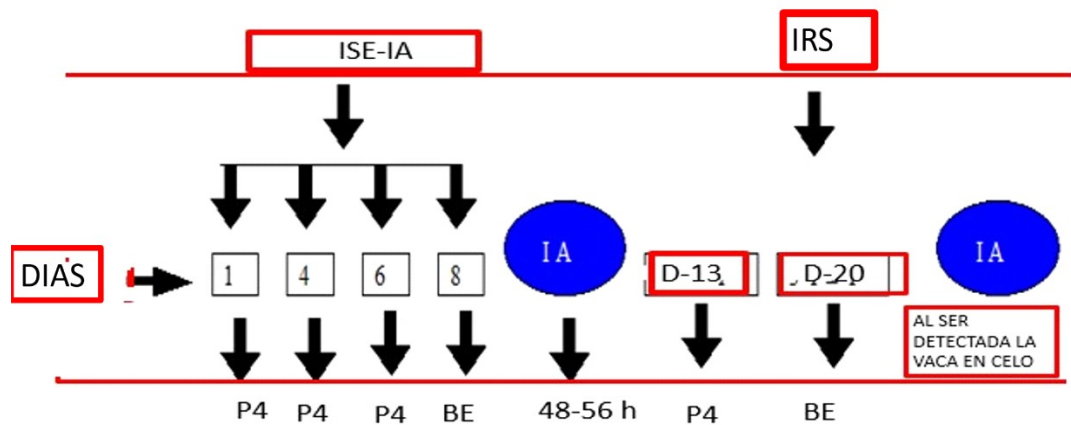 ISE-IA
IRS
DIAS
1
4
6
8
IA
D-13
D-20
IA
AL SER
DETECTADA LA
VACA EN CELO
P4
P4
P4
BE
48-56 h
P4
BE